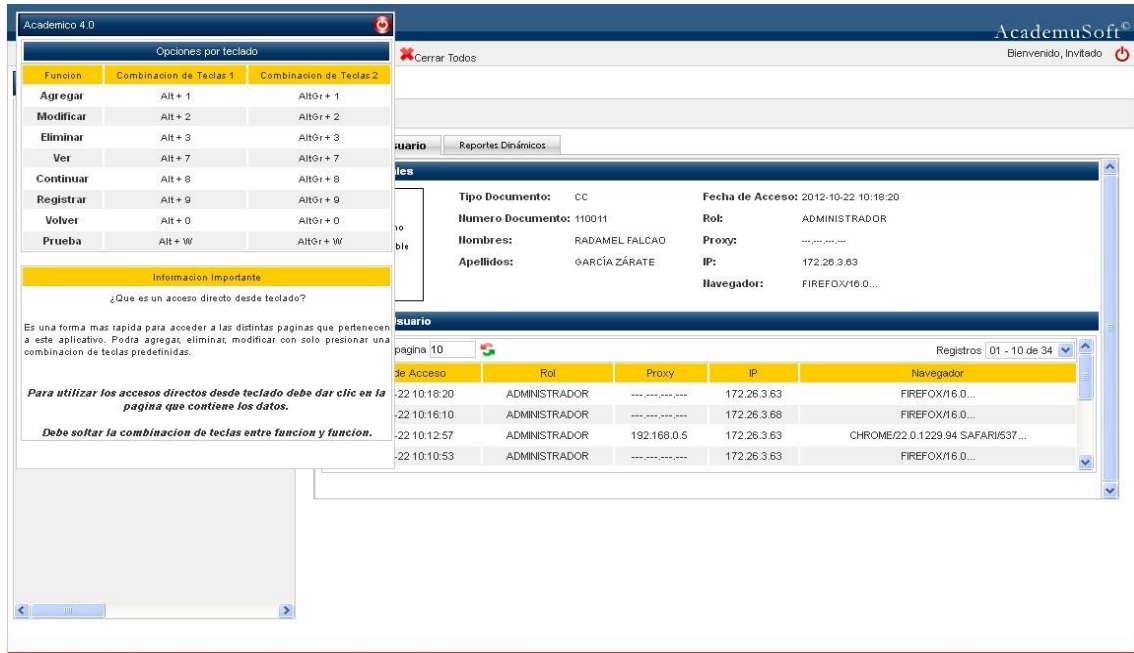 Academico 4.0
AcademuSoft©
Opciones por teclado
Cerrar Todos
Bienvenido, Invitado
Funcion Combinacion de Teclas 1 Combinacion de Teclas 2
Agregar Alt + 1 AltGr + 1
Modificar Alt + 2 AltGr + 2
Eliminar Alt + 3 AltGr + 3
Ver Alt + 7 AltGr + 7
Continuar Alt + 8 AltGr + 8
Registrar Alt + 9 AltGr + 9
Volver Alt + 0 AltGr + 0
Prueba Alt + W AltGr + W
Informacion Importante
¿Que es un acceso directo desde teclado?
Es una forma mas rapida para acceder a las distintas paginas que pertenecen
a este aplicativo. Podra agregar, eliminar, modificar con solo presionar una
combinacion de teclas predefinidas.
Para utilizar los accesos directos desde teclado debe dar clic en la
pagina que contiene los datos.
Debe soltar la combinacion de teclas entre funcion y funcion.
suario Reportes Dinámicos
les
no
ble
Tipo Documento: CC Fecha de Acceso: 2012-10-22 10:18:20
Numero Documento: 110011 Rol: ADMINISTRADOR
Nombres: RADAMEL FALCAO Proxy: ---.---.---.---
Apellidos: GARCÍA ZÁRATE IP: 172.26.3.63
Navegador: FIREFOX/16.0...
Usuario
pagina 10 Registros 01 - 10 de 34
de Acceso Rol Proxy IP Navegador
-22 10:18:20 ADMINISTRADOR ---.---.---.--- 172.26.3.63 FIREFOX/16.0...
-22 10:16:10 ADMINISTRADOR ---.---.---.--- 172.26.3.68 FIREFOX/16.0...
-22 10:12:57 ADMINISTRADOR 192.168.0.5 172.26.3.63 CHROME/22.0.1229.94 SAFARI/537...
-22 10:10:53 ADMINISTRADOR ---.---.---.--- 172.26.3.63 FIREFOX/16.0...